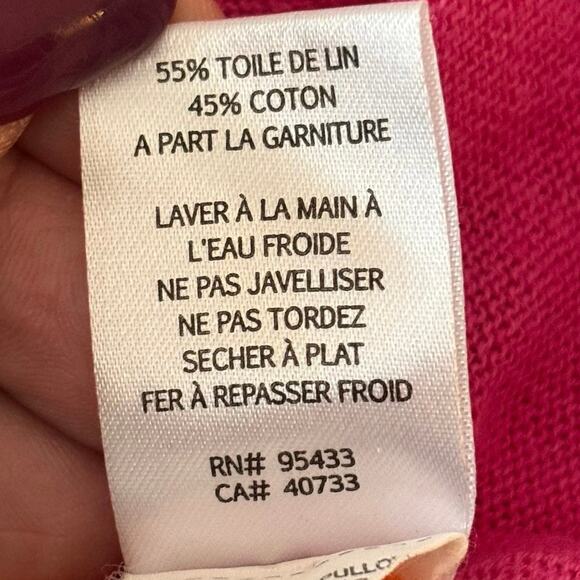 55% TOILE DE LIN
45% COTON
A PART LA GARNITURE
LAVER À LA MAIN À
L'EAU FROIDE
NE PAS JAVELLISER
NE PAS TORDEZ
SECHER À PLAT
FER À REPASSER FROID
RN# 95433
CA# 40733